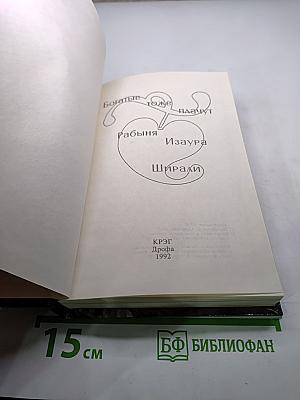 Богатые тоже плачут
Рабыня
Изаура
Ширали
КРЭГ
Дрофа
1992
15 см
БФ БИБЛИОФАН